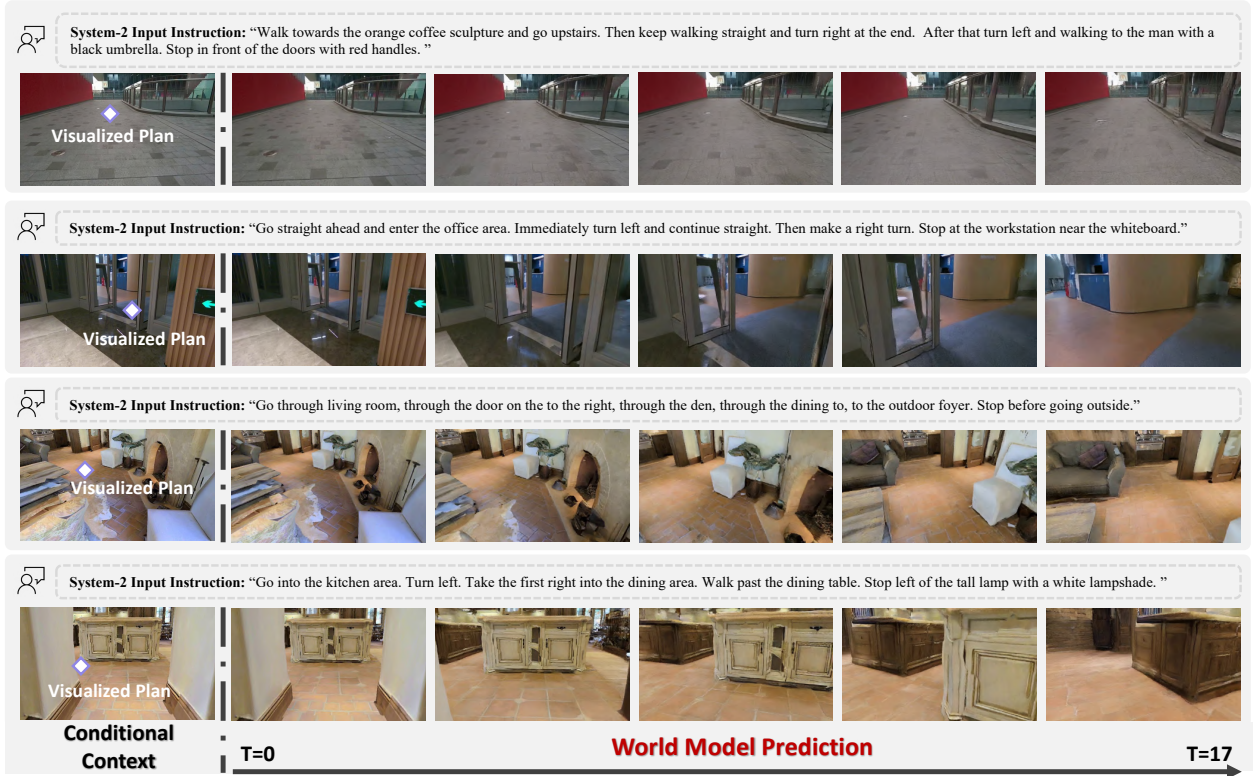 System-2 Input Instruction: “Walk towards the orange coffee sculpture and go upstairs. Then keep walking straight and turn right at the end.  After that turn left and walking to the man with a
black umbrella. Stop in front of the doors with red handles. ”
Visualized Plan
System-2 Input Instruction: “Go straight ahead and enter the office area. Immediately turn left and continue straight. Then make a right turn. Stop at the workstation near the whiteboard.”
Visualized Plan
System-2 Input Instruction: “Go through living room, through the door on the to the right, through the den, through the dining to, to the outdoor foyer. Stop before going outside.”
Visualized Plan
System-2 Input Instruction: “Go into the kitchen area. Turn left. Take the first right into the dining area. Walk past the dining table. Stop left of the tall lamp with a white lampshade. ”
Visualized Plan
Conditional
Context
T=0
World Model Prediction
T=17